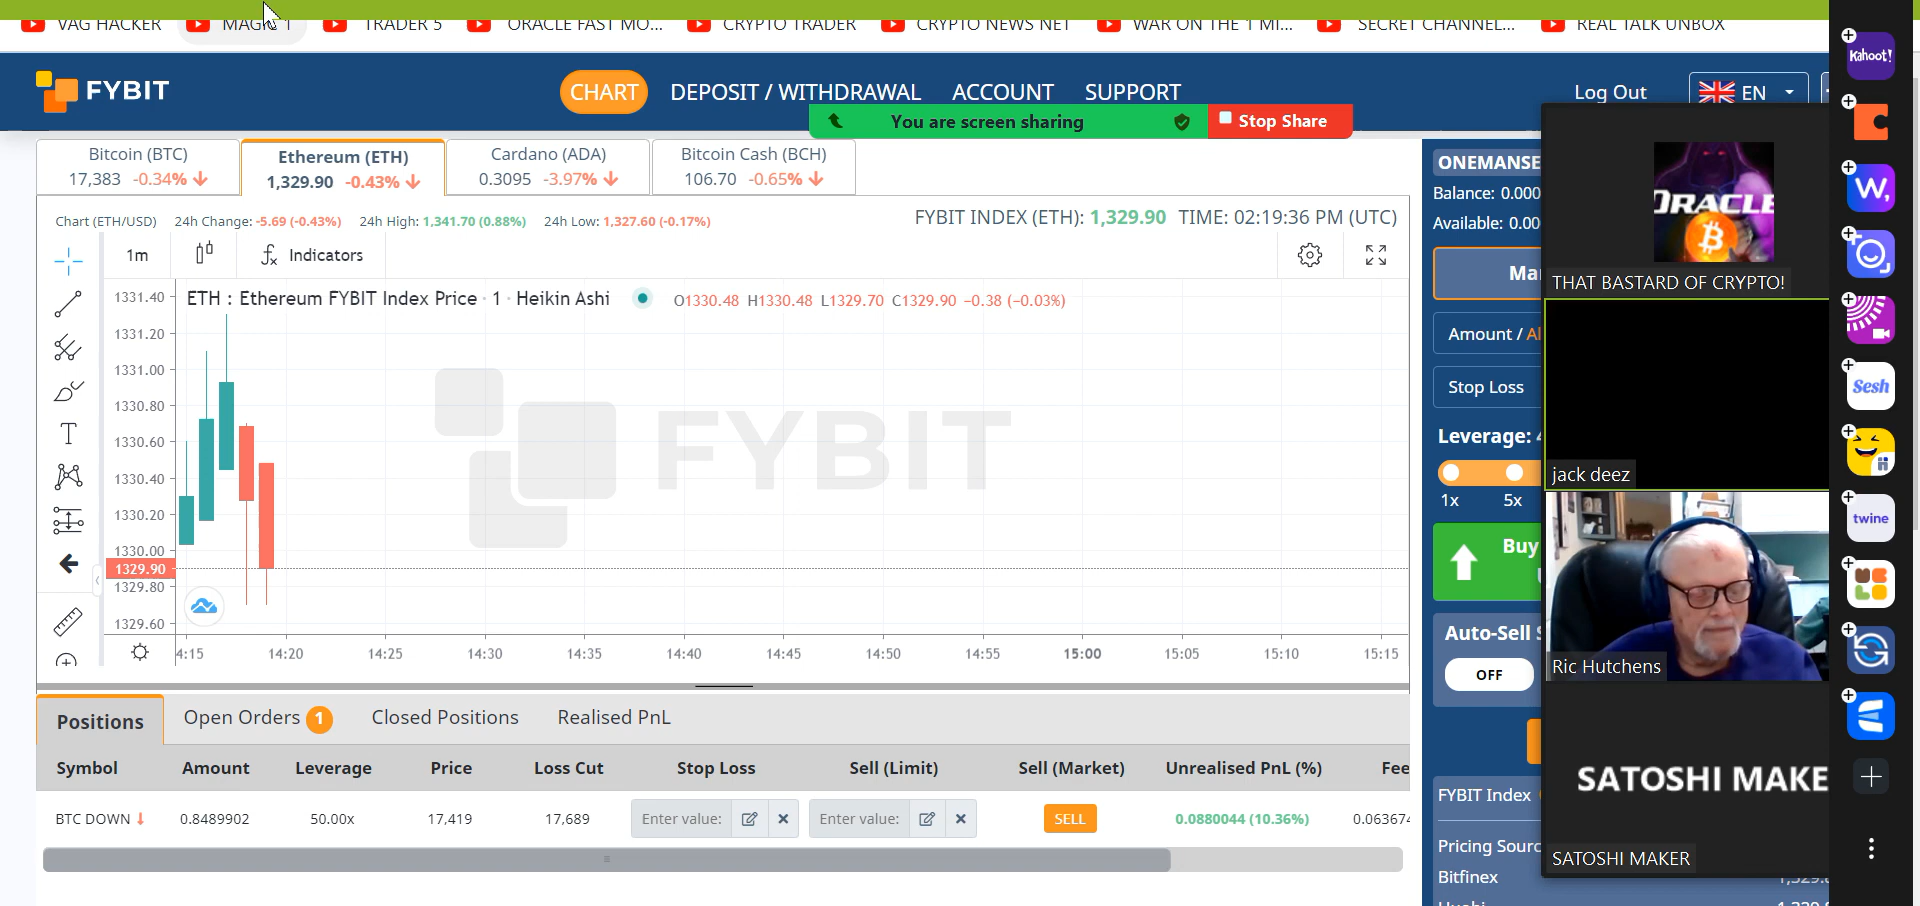 VAG HACKER MAGIC 1 TRADER 5 ORACLE FAST MO... CRYPTO TRADER CRYPTO NEWS NET WAR ON THE 1 MI... SECRET CHANNEL... REAL TALK UNBOX
FYBIT CHART DEPOSIT / WITHDRAWAL ACCOUNT SUPPORT Log Out EN
You are screen sharing Stop Share
Bitcoin (BTC) Ethereum (ETH) Cardano (ADA) Bitcoin Cash (BCH)
17,383 -0.34% 1,329.90 -0.43% 0.3095 -3.97% 106.70 -0.65%
Chart (ETH/USD) 24h Change: -5.69 (-0.43%) 24h High: 1,341.70 (0.88%) 24h Low: 1,327.60 (-0.17%) FYBIT INDEX (ETH): 1,329.90 TIME: 02:19:36 PM (UTC)
1m Indicators
ETH : Ethereum FYBIT Index Price · 1 · Heikin Ashi O1330.48 H1330.48 L1329.70 C1329.90 −0.38 (−0.03%)
1331.40
1331.20
1331.00
1330.80
1330.60
1330.40
1330.20
1330.00
1329.90
1329.80
1329.60
FYBIT
4:15 14:20 14:25 14:30 14:35 14:40 14:45 14:50 14:55 15:00 15:05 15:10 15:15
Positions Open Orders 1 Closed Positions Realised PnL
Symbol Amount Leverage Price Loss Cut Stop Loss Sell (Limit) Sell (Market) Unrealised PnL (%) Fee
BTC DOWN 0.8489902 50.00x 17,419 17,689 Enter value: Enter value: SELL 0.0880044 (10.36%) 0.063674
ONEMANSE
Balance: 0.000
Available: 0.00
Ma
Amount / Al
Stop Loss
Leverage: 4
1x 5x
Buy
Auto-Sell S
OFF
FYBIT Index
Pricing Sourc
Bitfinex
ORACLE
THAT BASTARD OF CRYPTO!
jack deez
Ric Hutchens
SATOSHI MAKE
SATOSHI MAKER
Kahoot!
C
W,
Sesh
twine